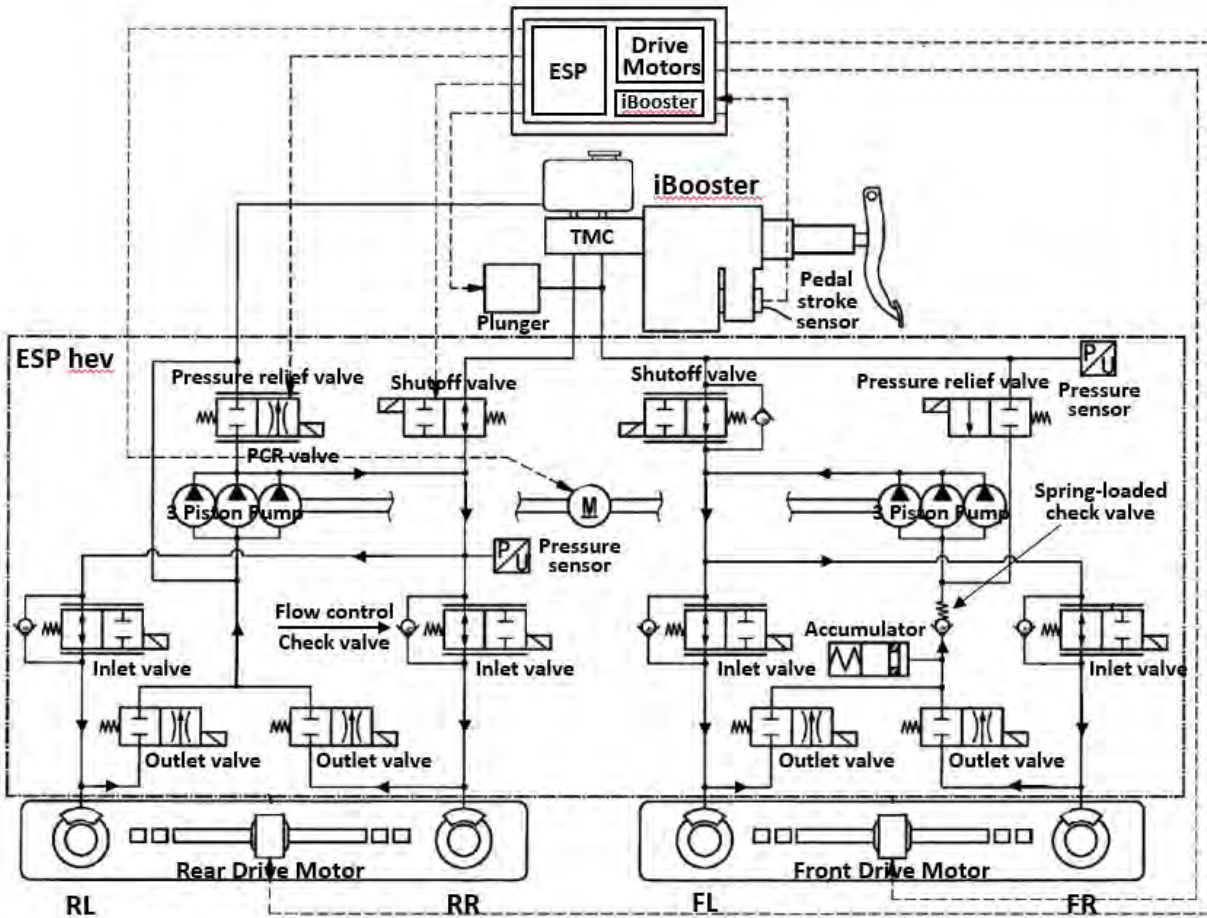 ESP
Drive
Motors
iBooster
iBooster
TMC
Plunger
Pedal
stroke
sensor
ESP hev
Pressure relief valve
Shutoff valve
Shutoff valve
Pressure relief valve
P
U
Pressure
sensor
PCR valve
3 Piston Pump
M
3 Piston Pump
Spring-loaded
check valve
P
U
Pressure
sensor
Flow control
Check valve
Accumulator
Inlet valve
Inlet valve
Inlet valve
Inlet valve
Outlet valve
Outlet valve
Outlet valve
Outlet valve
Rear Drive Motor
Front Drive Motor
RL
RR
FL
FR